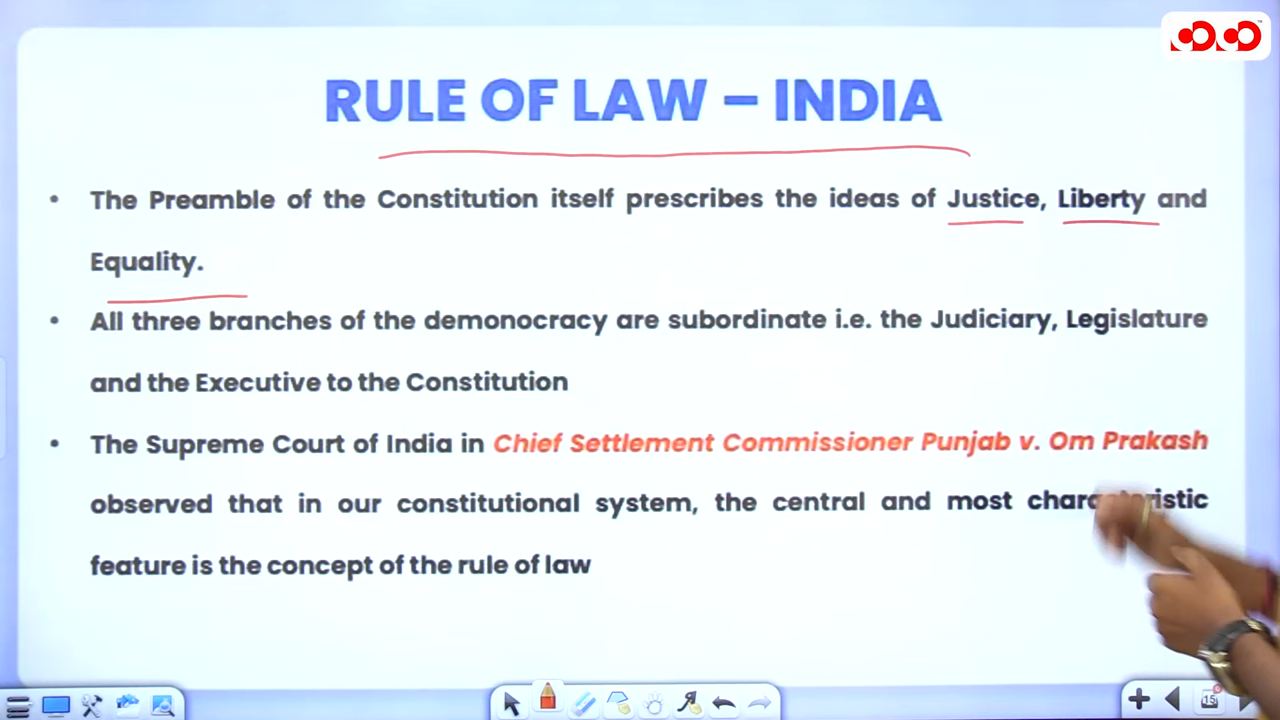 RULE OF LAW – INDIA
• The Preamble of the Constitution itself prescribes the ideas of Justice, Liberty and
Equality.
• All three branches of the demonocracy are subordinate i.e. the Judiciary, Legislature
and the Executive to the Constitution
• The Supreme Court of India in Chief Settlement Commissioner Punjab v. Om Prakash
observed that in our constitutional system, the central and most characteristic
feature is the concept of the rule of law
15